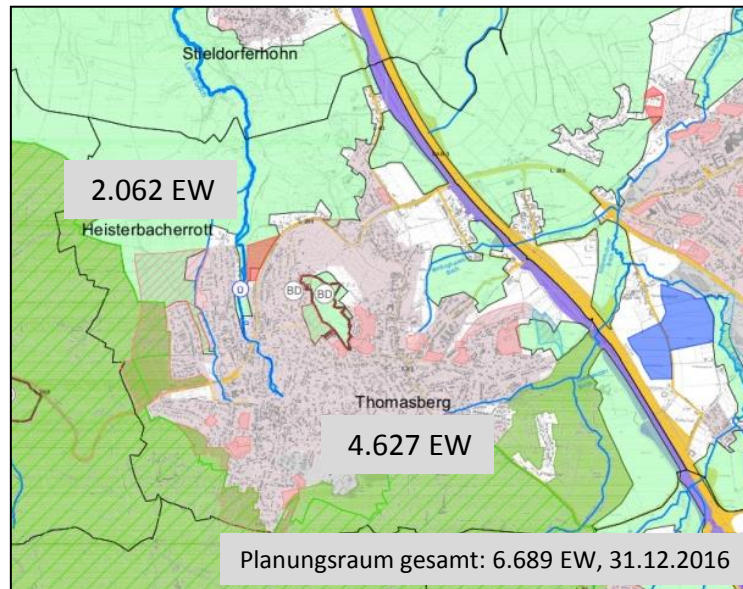 Stieldorferhohn
2.062 EW
Heisterbacherrott
D
BD
BD
Thomasberg
4.627 EW
Planungsraum gesamt: 6.689 EW, 31.12.2016